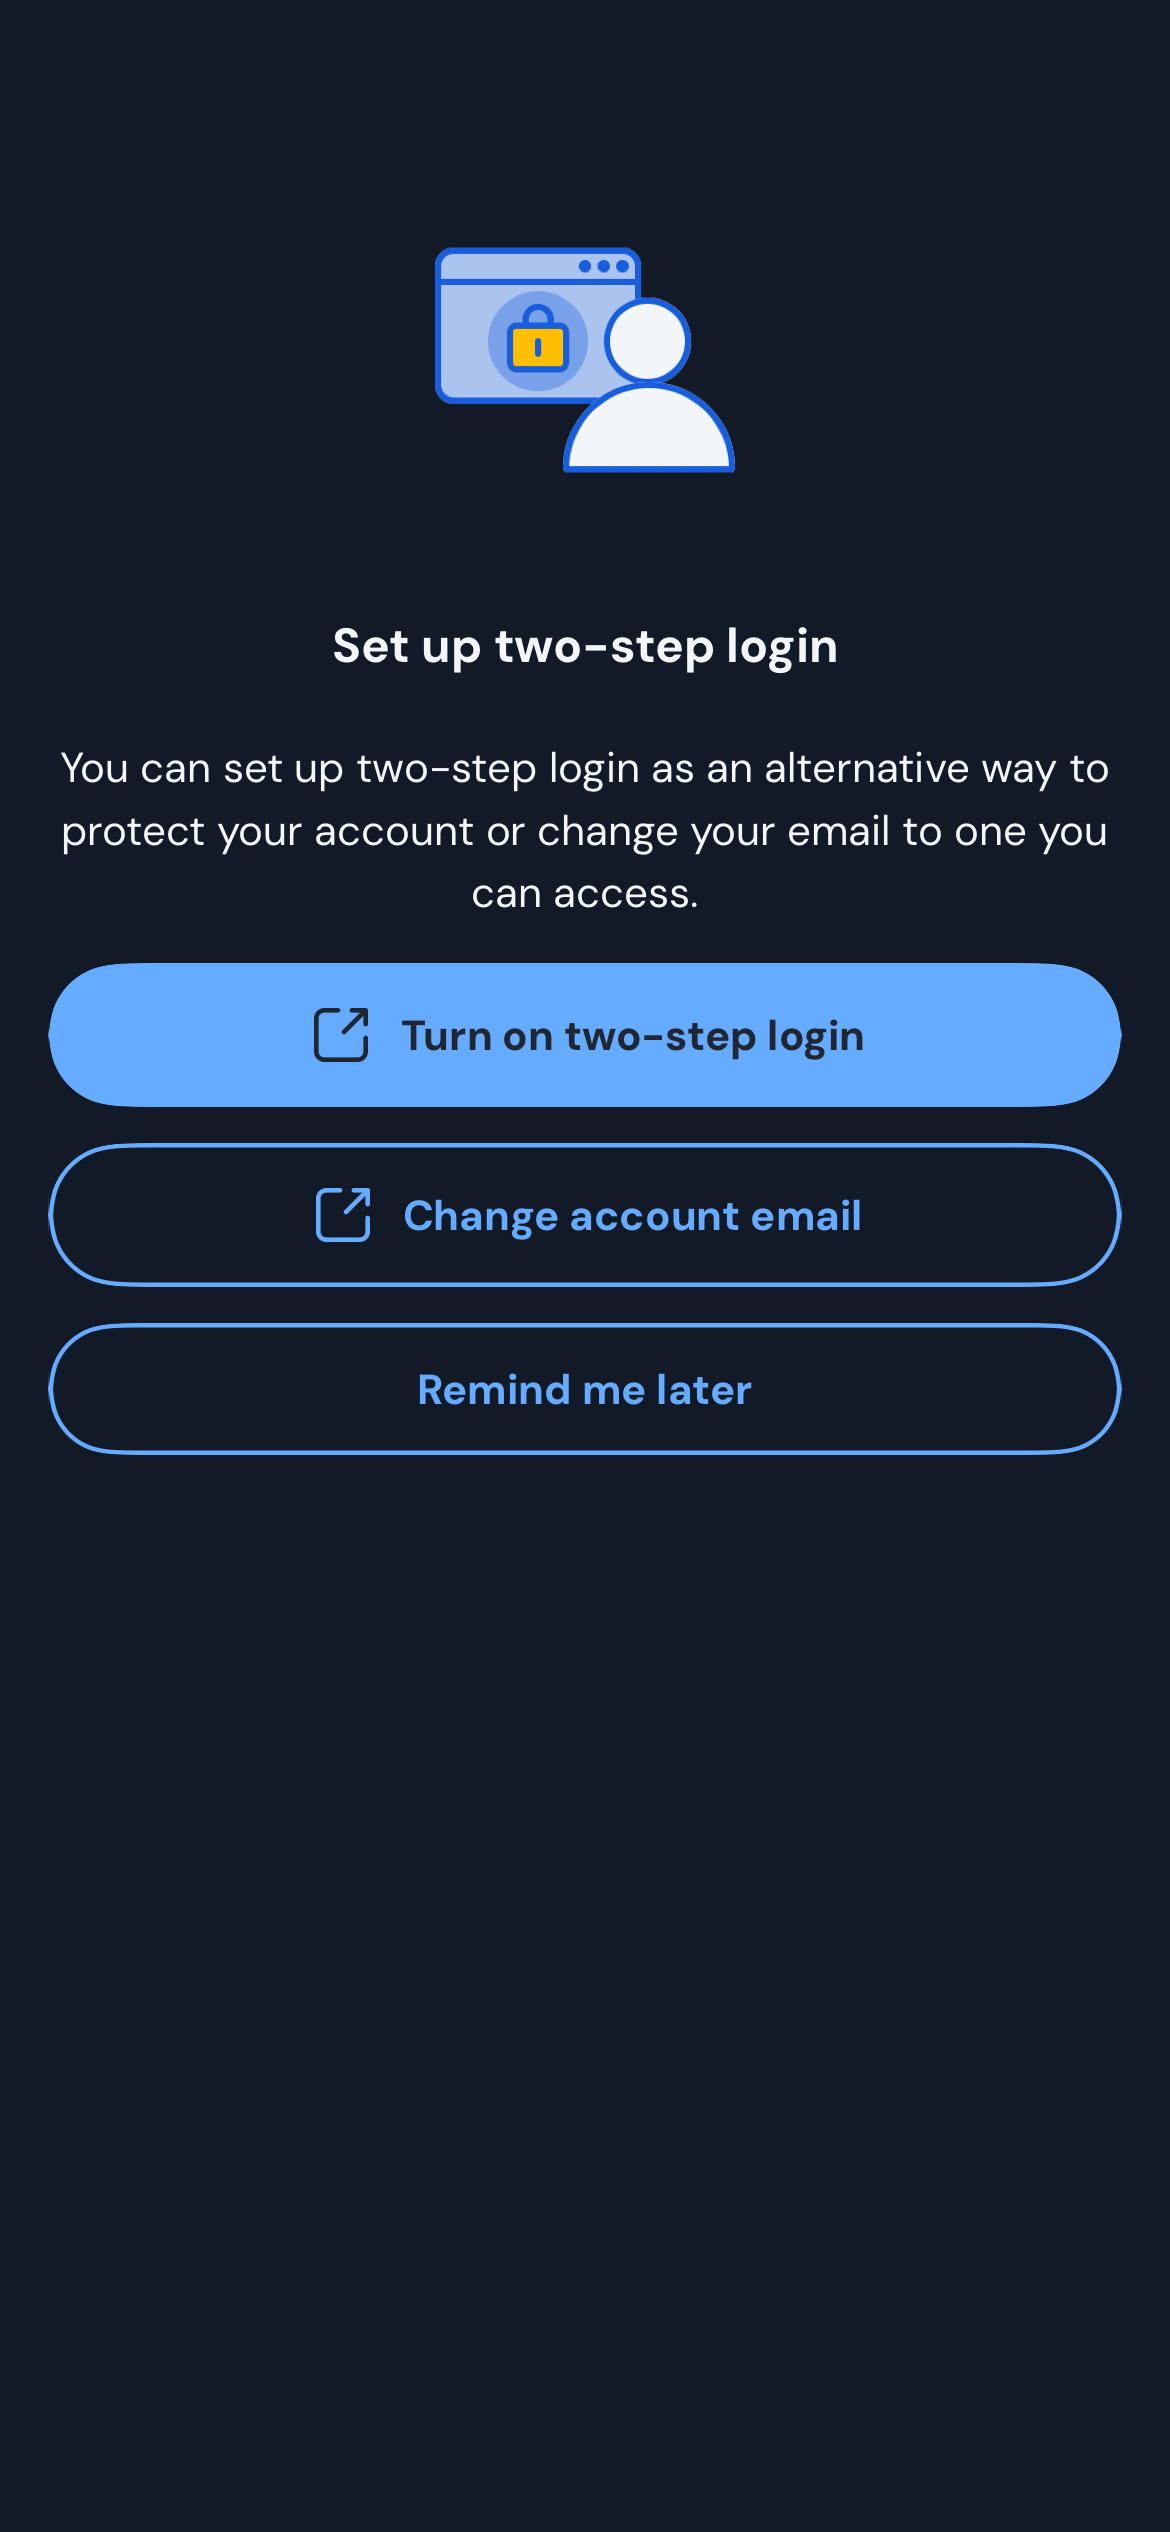 Set up two-step login
You can set up two-step login as an alternative way to
protect your account or change your email to one you
can access.
Turn on two-step login
Change account email
Remind me later